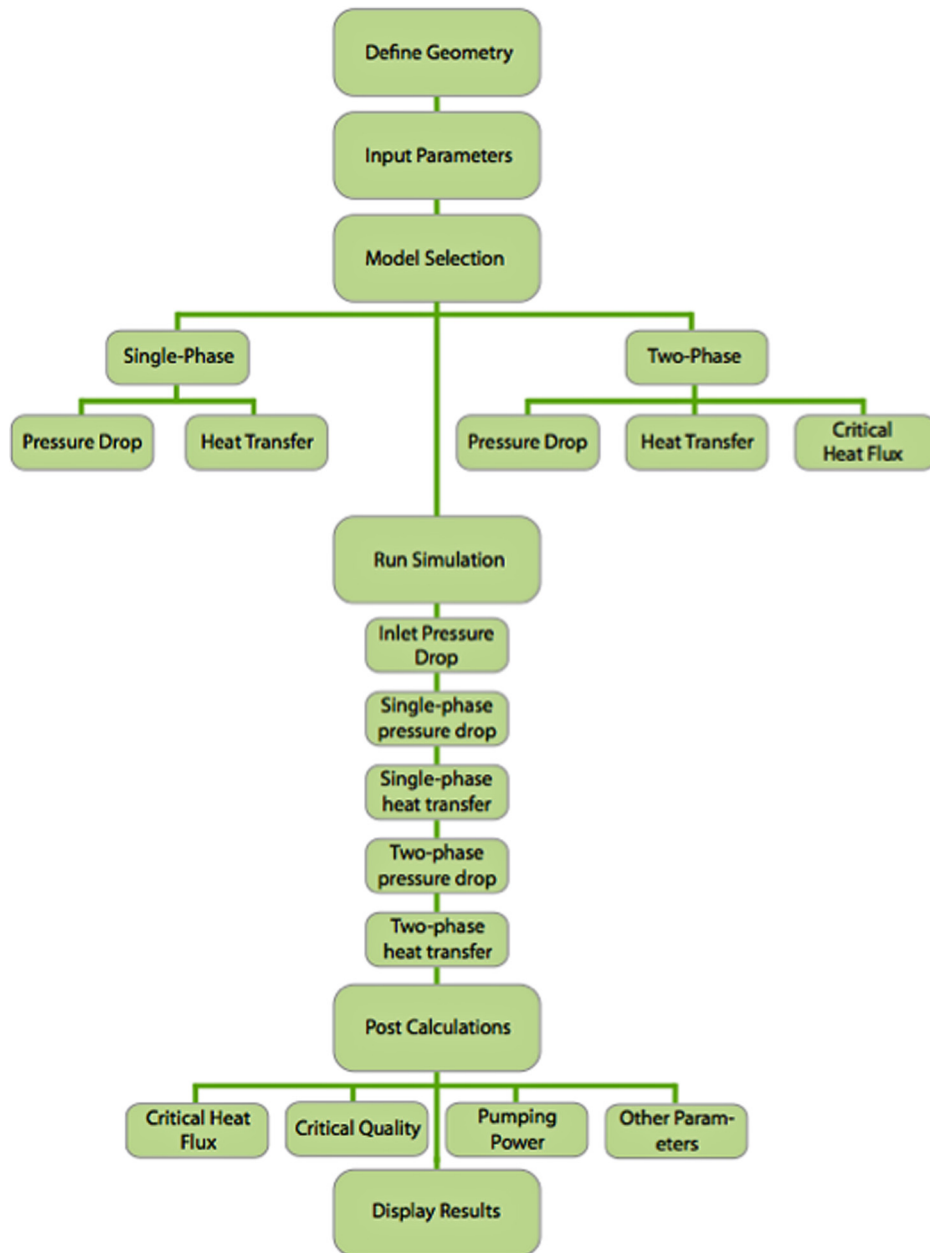 Define Geometry
Input Parameters
Model Selection
Single-Phase
Two-Phase
Pressure Drop
Heat Transfer
Pressure Drop
Heat Transfer
Critical
Heat Flux
Run Simulation
Inlet Pressure
Drop
Single-phase
pressure drop
Single-phase
heat transfer
Two-phase
pressure drop
Two-phase
heat transfer
Post Calculations
Critical Heat
Flux
Critical Quality
Pumping
Power
Other Param-
eters
Display Results